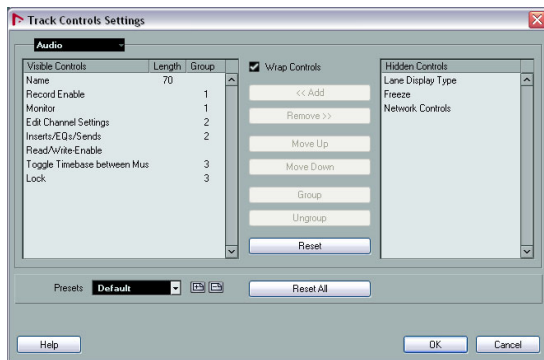 Track Controls Settings
Audio
Visible Controls Length Group
Name 70
Record Enable 1
Monitor 1
Edit Channel Settings 2
Inserts/EQs/Sends 2
Read/Write-Enable
Toggle Timebase between Mus 3
Lock 3
Wrap Controls
<< Add
Remove >>
Move Up
Move Down
Group
Ungroup
Reset
Hidden Controls
Lane Display Type
Freeze
Network Controls
Presets Default
Reset All
Help
OK
Cancel